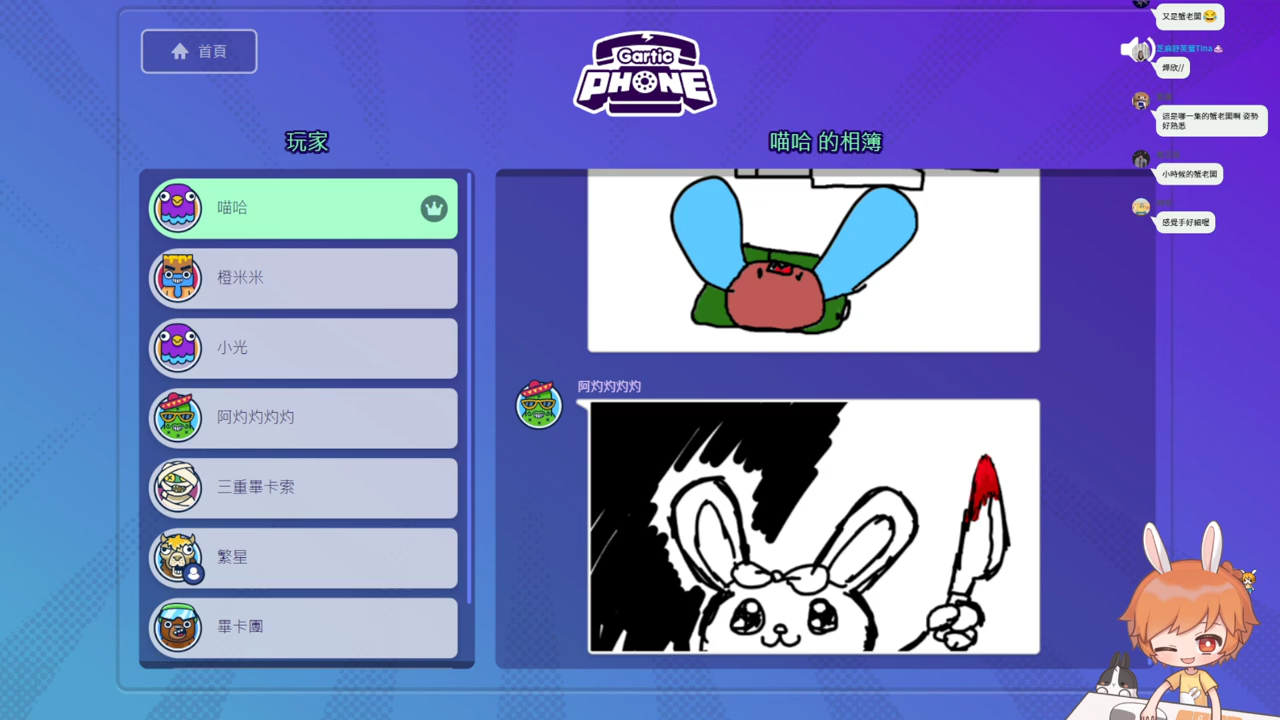 首頁
Gartic
PHONE
玩家
喵哈
橙米米
小光
阿灼灼灼灼
三重畢卡索
繁星
畢卡團
喵哈 的相簿
阿灼灼灼灼
又是蟹老闆😂
芝麻舒芙蕾Tina🍰
燁欣//
這是哪一集的蟹老闆啊 姿勢
好熟悉
小時候的蟹老闆
感覺手好細喔